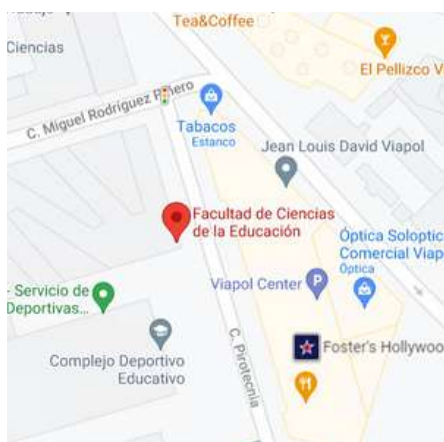 Tea&Coffee
Ciencias
El Pellizco V
C. Miguel Rodríguez Piñero
Tabacos
Estanco
Jean Louis David Viapol
Facultad de Ciencias
de la Educación
Óptica Soloptic
Comercial Viap
Óptica
Viapol Center
P
- Servicio de
Deportivas...
Foster's Hollywoo
Complejo Deportivo
Educativo
C. Pirotecnia